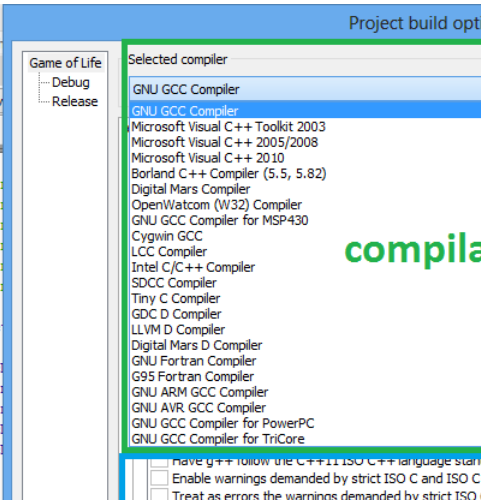 Project build opt
Game of Life
Debug
Release
Selected compiler
GNU GCC Compiler
GNU GCC Compiler
Microsoft Visual C++ Toolkit 2003
Microsoft Visual C++ 2005/2008
Microsoft Visual C++ 2010
Borland C++ Compiler (5.5, 5.82)
Digital Mars Compiler
OpenWatcom (W32) Compiler
GNU GCC Compiler for MSP430
Cygwin GCC
LCC Compiler
Intel C/C++ Compiler
SDCC Compiler
Tiny C Compiler
GDC D Compiler
LLVM D Compiler
Digital Mars D Compiler
GNU Fortran Compiler
G95 Fortran Compiler
GNU ARM GCC Compiler
GNU AVR GCC Compiler
GNU GCC Compiler for PowerPC
GNU GCC Compiler for TriCore
compila
Have g++ follow the C++11 ISO C++ language stan
Enable warnings demanded by strict ISO C and ISO C
Treat as errors the warnings demanded by strict ISO